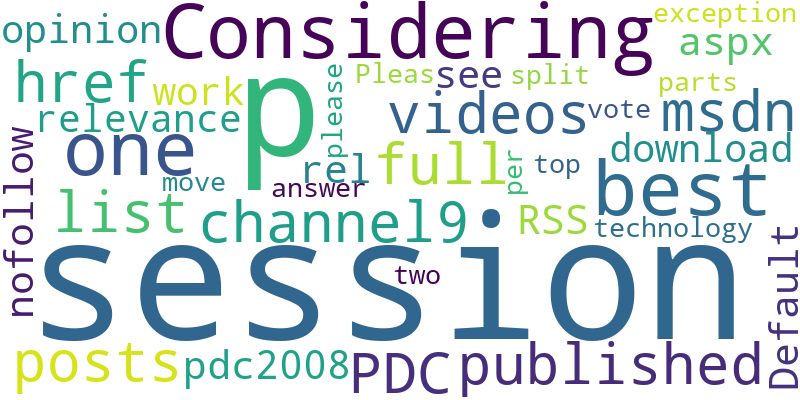 opinion
Considering
exception
aspx
href
work
p
please
Pleas
see
split
parts
relevance
videos
vote
msdn
nofollow
one
move
rel
answer
full
per
top
download
best
list
channel9
RSS
technology
session
two
Default
posts
pdc2008
PDC
published